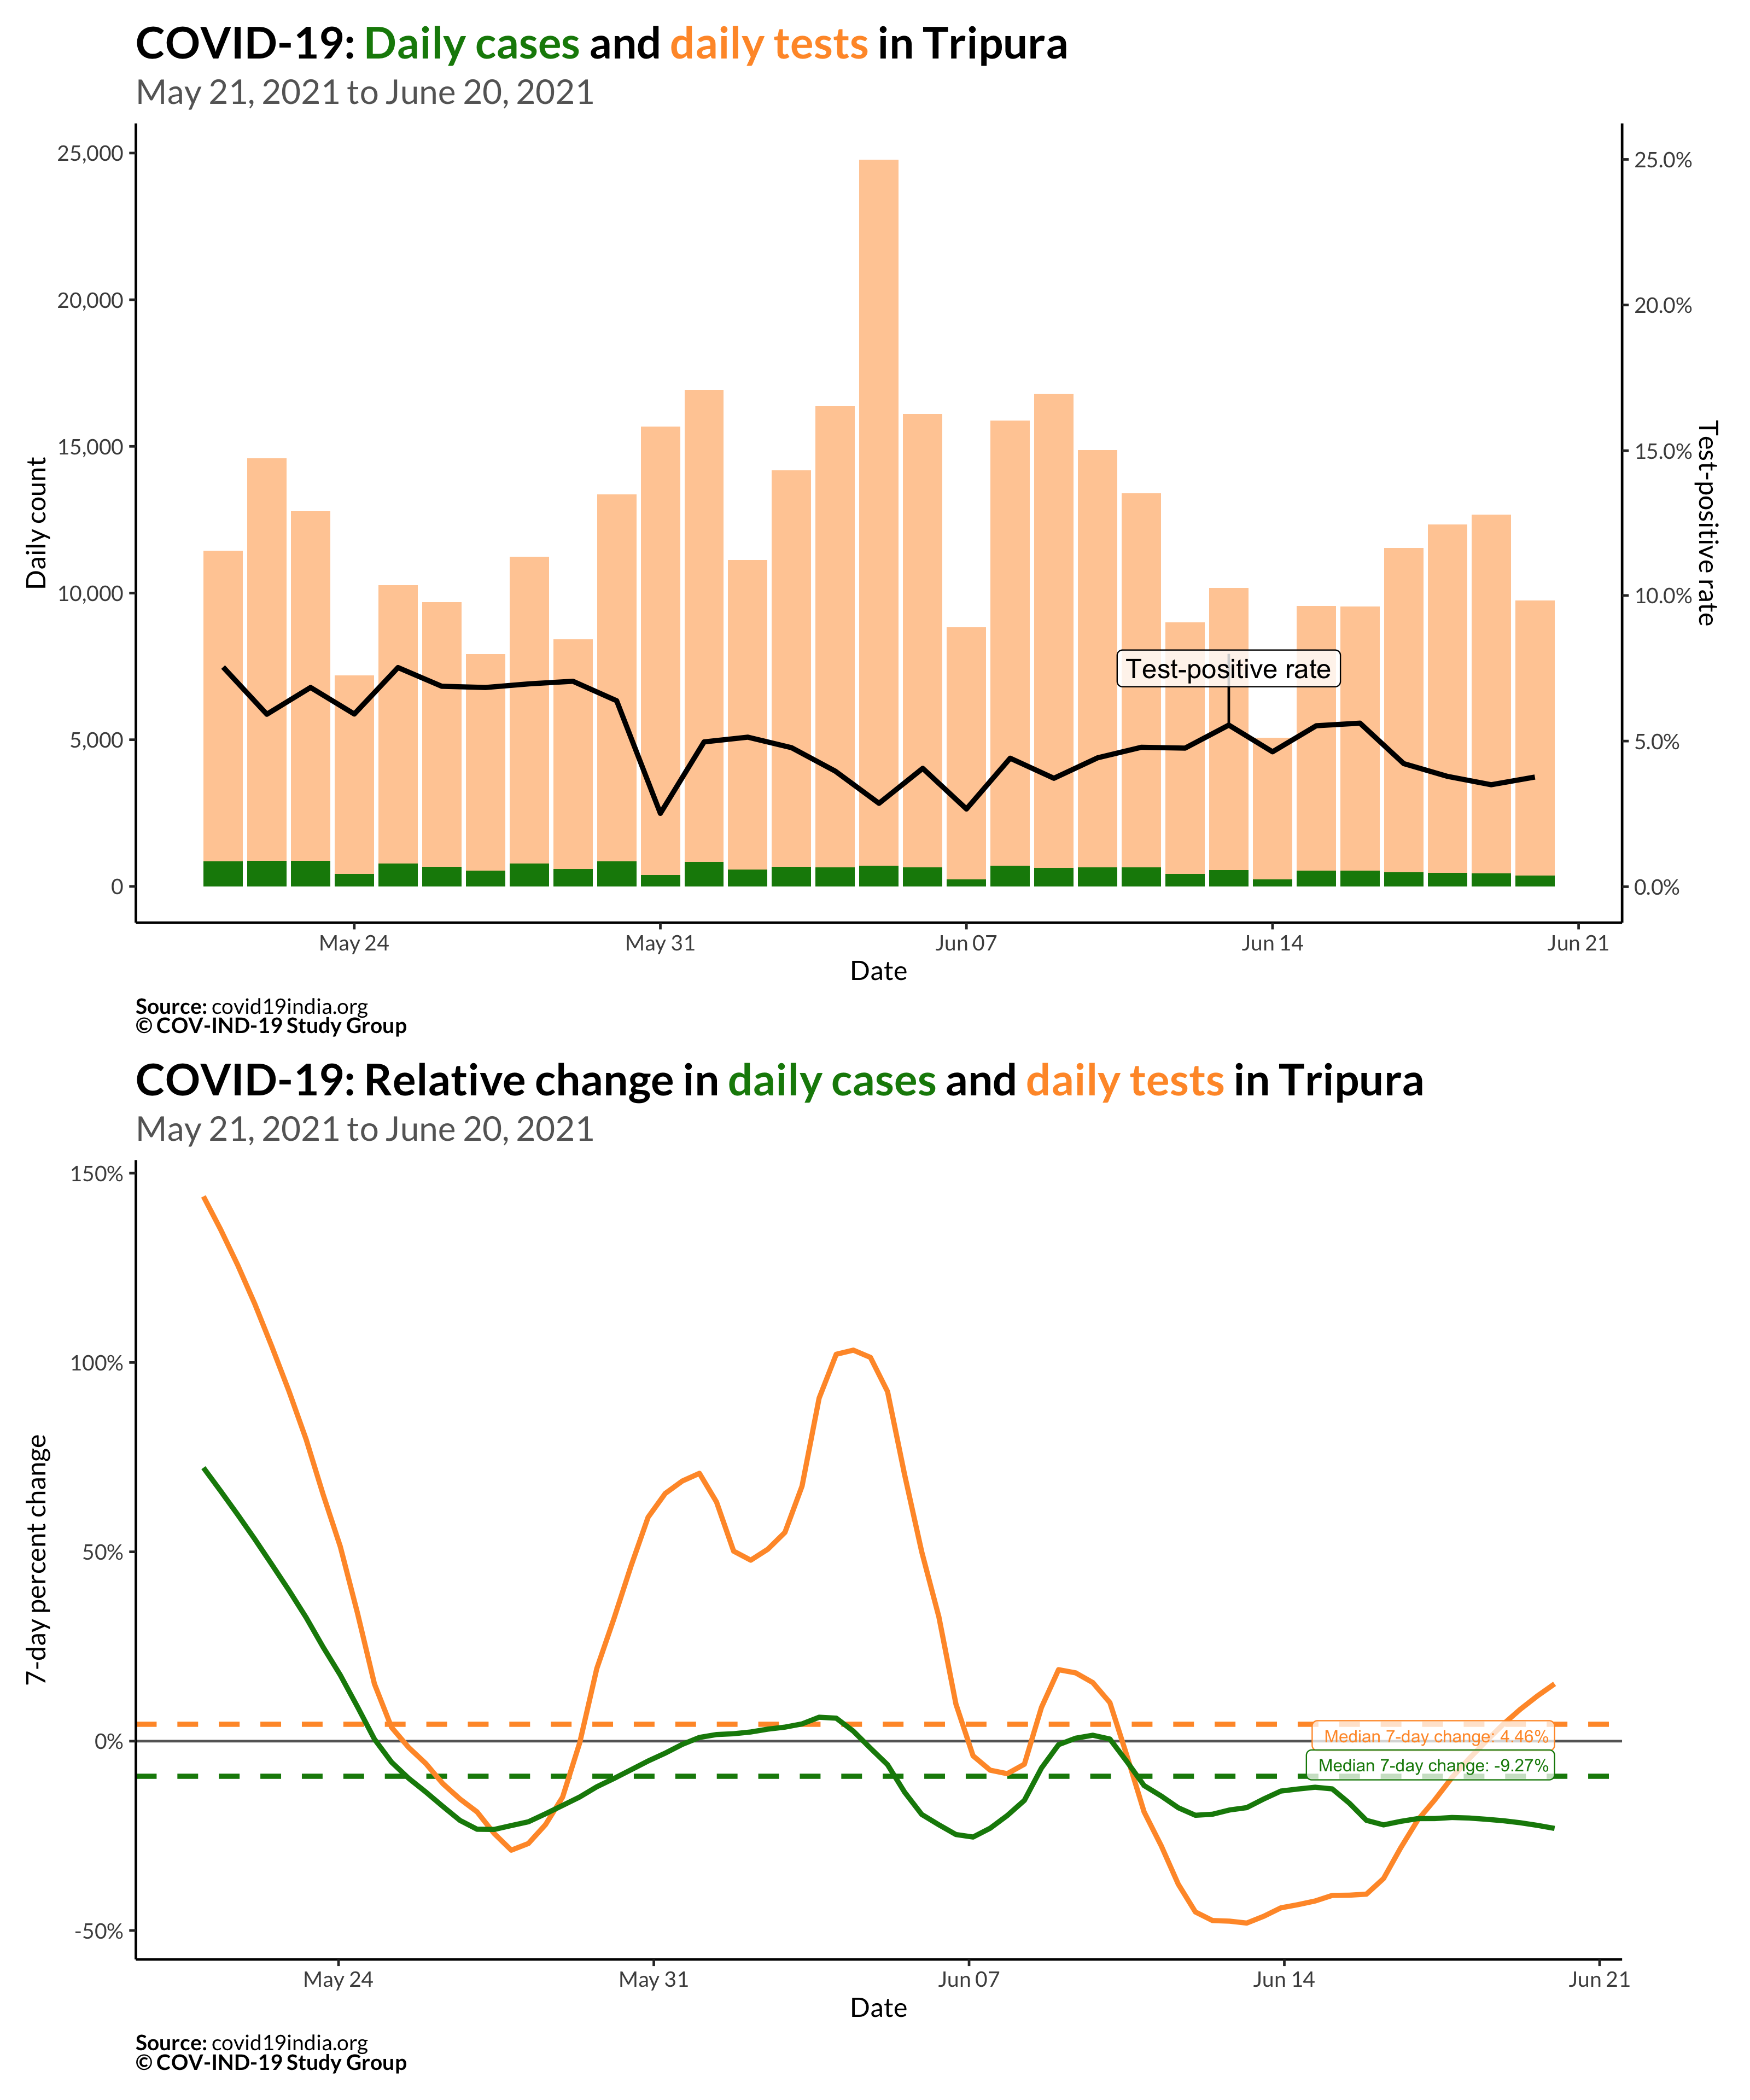 COVID-19: Daily cases and daily tests in Tripura
May 21, 2021 to June 20, 2021
25,000
20,000
15,000
10,000
5,000
0
Daily count
25.0%
20.0%
15.0%
10.0%
5.0%
0.0%
Test-positive rate
Test-positive rate
May 24
May 31
Jun 07
Jun 14
Jun 21
Date
Source: covid19india.org
© COV-IND-19 Study Group
COVID-19: Relative change in daily cases and daily tests in Tripura
May 21, 2021 to June 20, 2021
150%
100%
50%
0%
-50%
7-day percent change
Median 7-day change: 4.46%
Median 7-day change: -9.27%
May 24
May 31
Jun 07
Jun 14
Jun 21
Date
Source: covid19india.org
© COV-IND-19 Study Group